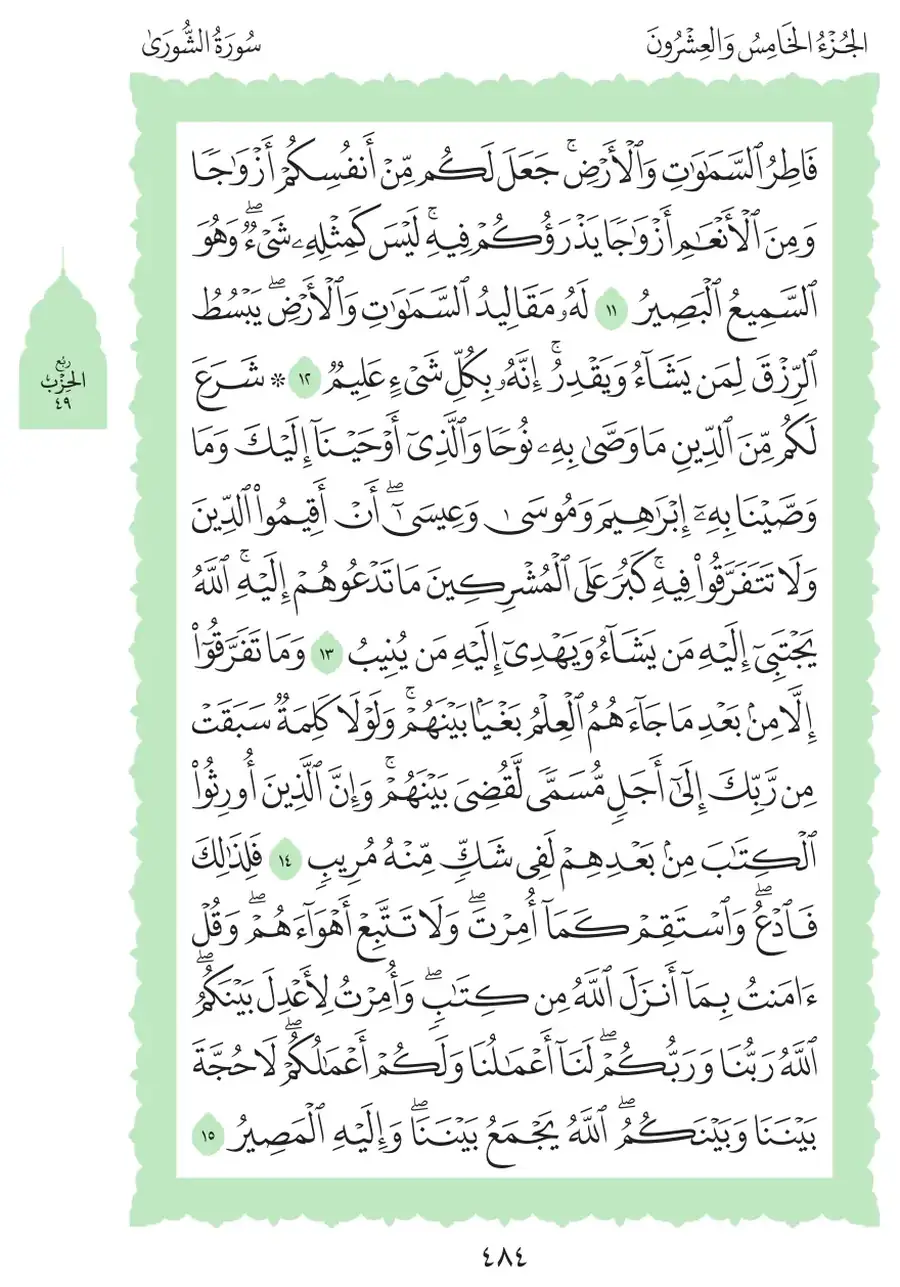 الجُزْءُ الخَامِسُ وَالعِشْرُونَ
سُورَةُ الشُّورَىٰ
فَاطِرُ ٱلسَّمَٰوَٰتِ وَٱلۡأَرۡضِۚ جَعَلَ لَكُم مِّنۡ أَنفُسِكُمۡ أَزۡوَٰجٗا
وَمِنَ ٱلۡأَنۡعَٰمِ أَزۡوَٰجٗا يَذۡرَؤُكُمۡ فِيهِۚ لَيۡسَ كَمِثۡلِهِۦ شَيۡءٞۖ وَهُوَ
ٱلسَّمِيعُ ٱلۡبَصِيرُ ١١ لَهُۥ مَقَالِيدُ ٱلسَّمَٰوَٰتِ وَٱلۡأَرۡضِۖ يَبۡسُطُ
ٱلرِّزۡقَ لِمَن يَشَآءُ وَيَقۡدِرُۚ إِنَّهُۥ بِكُلِّ شَيۡءٍ عَلِيمٞ ١٢ * شَرَعَ
لَكُم مِّنَ ٱلدِّينِ مَا وَصَّىٰ بِهِۦ نُوحٗا وَٱلَّذِيٓ أَوۡحَيۡنَآ إِلَيۡكَ وَمَا
وَصَّيۡنَا بِهِۦٓ إِبۡرَٰهِيمَ وَمُوسَىٰ وَعِيسَىٰٓۖ أَنۡ أَقِيمُواْ ٱلدِّينَ
وَلَا تَتَفَرَّقُواْ فِيهِۚ كَبُرَ عَلَى ٱلۡمُشۡرِكِينَ مَا تَدۡعُوهُمۡ إِلَيۡهِۚ ٱللَّهُ
يَجۡتَبِيٓ إِلَيۡهِ مَن يَشَآءُ وَيَهۡدِيٓ إِلَيۡهِ مَن يُنِيبُ ١٣ وَمَا تَفَرَّقُوٓاْ
إِلَّا مِنۢ بَعۡدِ مَا جَآءَهُمُ ٱلۡعِلۡمُ بَغۡيَۢا بَيۡنَهُمۡۚ وَلَوۡلَا كَلِمَةٞ سَبَقَتۡ
مِن رَّبِّكَ إِلَىٰٓ أَجَلٖ مُّسَمّٗى لَّقُضِيَ بَيۡنَهُمۡۚ وَإِنَّ ٱلَّذِينَ أُورِثُواْ
ٱلۡكِتَٰبَ مِنۢ بَعۡدِهِمۡ لَفِي شَكّٖ مِّنۡهُ مُرِيبٖ ١٤ فَلِذَٰلِكَ
فَٱدۡعُۖ وَٱسۡتَقِمۡ كَمَآ أُمِرۡتَۖ وَلَا تَتَّبِعۡ أَهۡوَآءَهُمۡۖ وَقُلۡ
ءَامَنتُ بِمَآ أَنزَلَ ٱللَّهُ مِن كِتَٰبٖۖ وَأُمِرۡتُ لِأَعۡدِلَ بَيۡنَكُمُۖ
ٱللَّهُ رَبُّنَا وَرَبُّكُمۡۖ لَنَآ أَعۡمَٰلُنَا وَلَكُمۡ أَعۡمَٰلُكُمۡۖ لَا حُجَّةَ
بَيۡنَنَا وَبَيۡنَكُمُۖ ٱللَّهُ يَجۡمَعُ بَيۡنَنَاۖ وَإِلَيۡهِ ٱلۡمَصِيرُ ١٥
رُبْع
الحِزْب
٤٩
٤٨٤